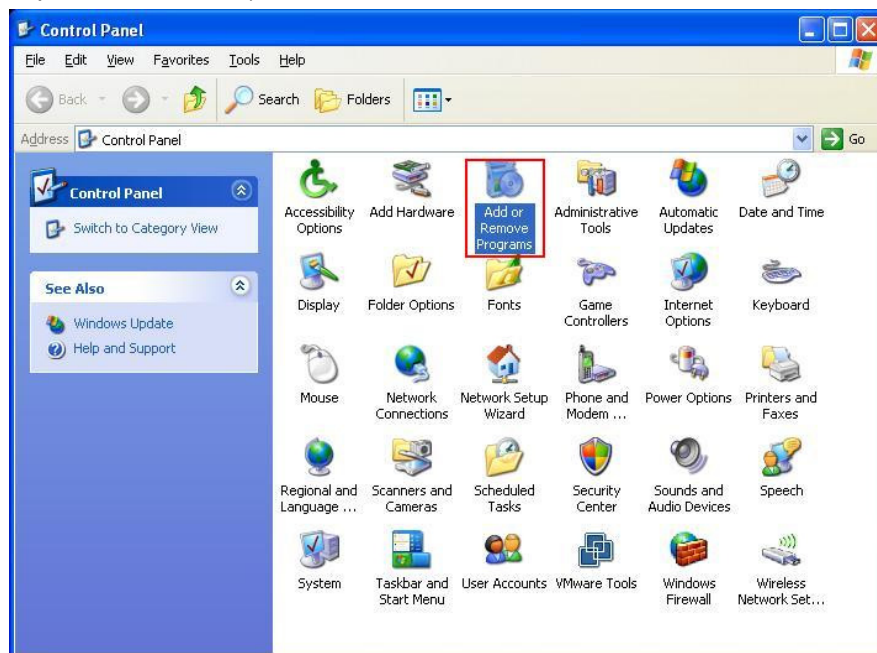 Control Panel
File Edit View Favorites Tools Help
Back Search Folders
Address Control Panel Go
Control Panel
Switch to Category View
See Also
Windows Update
Help and Support
Accessibility Options
Add Hardware
Add or Remove Programs
Administrative Tools
Automatic Updates
Date and Time
Display
Folder Options
Fonts
Game Controllers
Internet Options
Keyboard
Mouse
Network Connections
Network Setup Wizard
Phone and Modem ...
Power Options
Printers and Faxes
Regional and Language ...
Scanners and Cameras
Scheduled Tasks
Security Center
Sounds and Audio Devices
Speech
System
Taskbar and Start Menu
User Accounts
VMware Tools
Windows Firewall
Wireless Network Set...